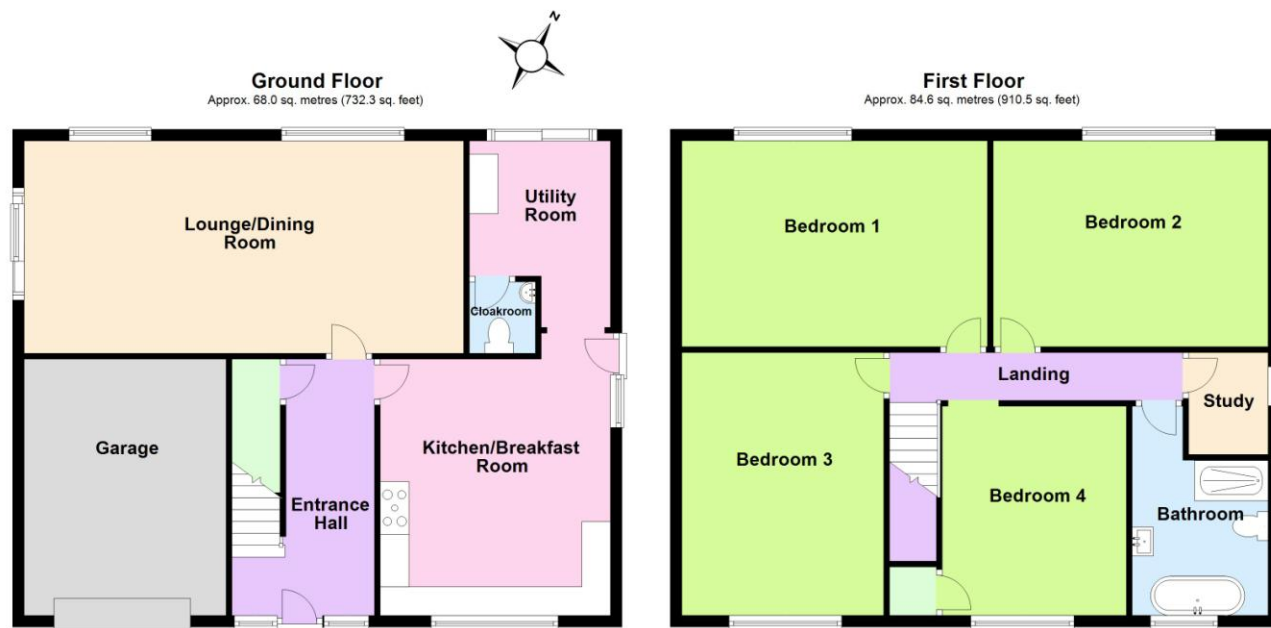 N
Ground Floor
Approx. 68.0 sq. metres (732.3 sq. feet)
Lounge/Dining
Room
Utility
Room
Cloakroom
Garage
Entrance
Hall
Kitchen/Breakfast
Room
First Floor
Approx. 84.6 sq. metres (910.5 sq. feet)
Bedroom 1
Bedroom 2
Landing
Study
Bedroom 3
Bedroom 4
Bathroom